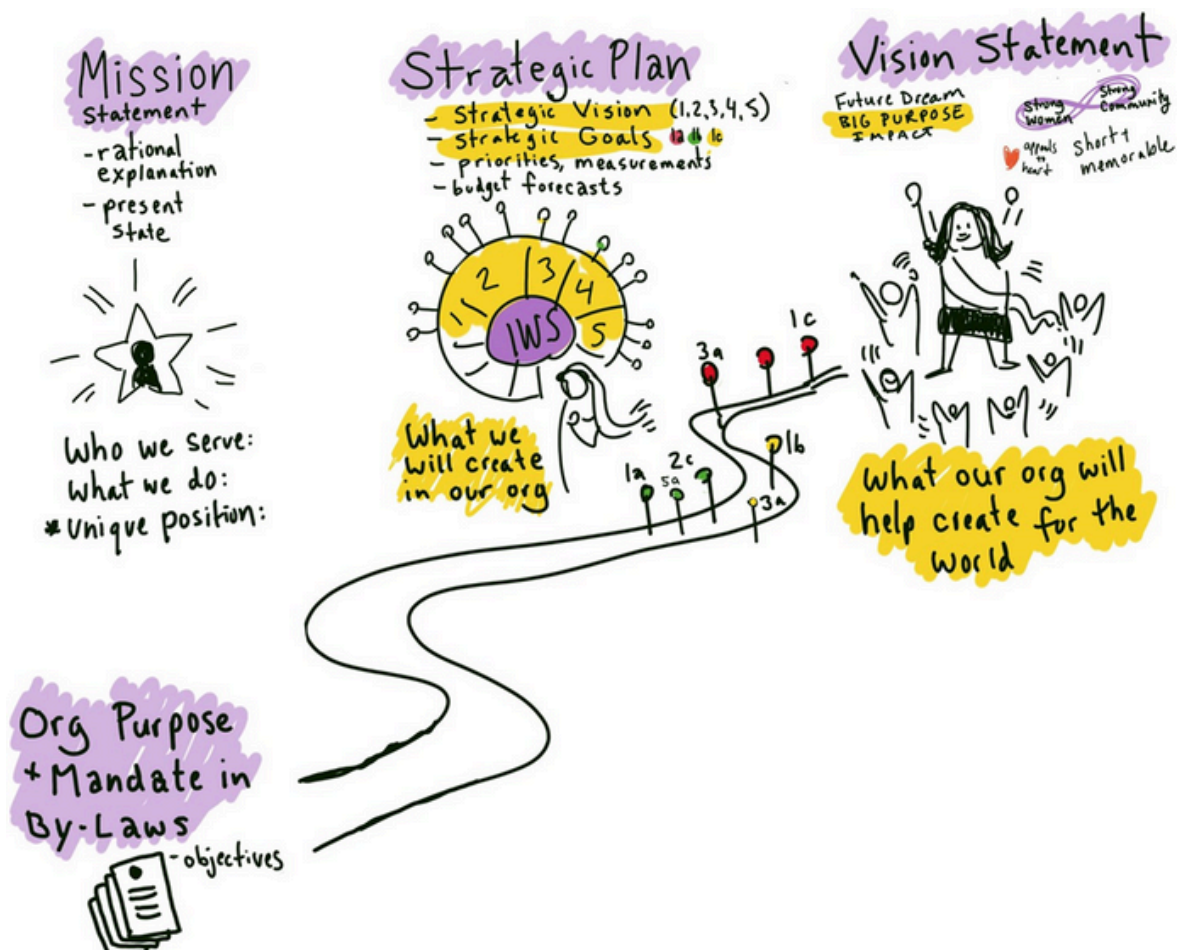 Mission
Statement
- rational
explanation
- present
state
Who we serve:
What we do:
* Unique position:
Strategic Plan
- Strategic Vision (1,2,3,4,5)
- Strategic Goals 1a 1b 1c
- priorities, measurements
- budget forecasts
1
2
3
4
5
IWS
What we
will create
in our org
Vision Statement
Future Dream
BIG PURPOSE
IMPACT
Strong
Women
Strong
Community
appeals
to
heart
short +
memorable
What our org will
help create for the
world
3a
1c
1b
1a
5a
2c
3a
Org Purpose
+ Mandate in
By-Laws
- objectives